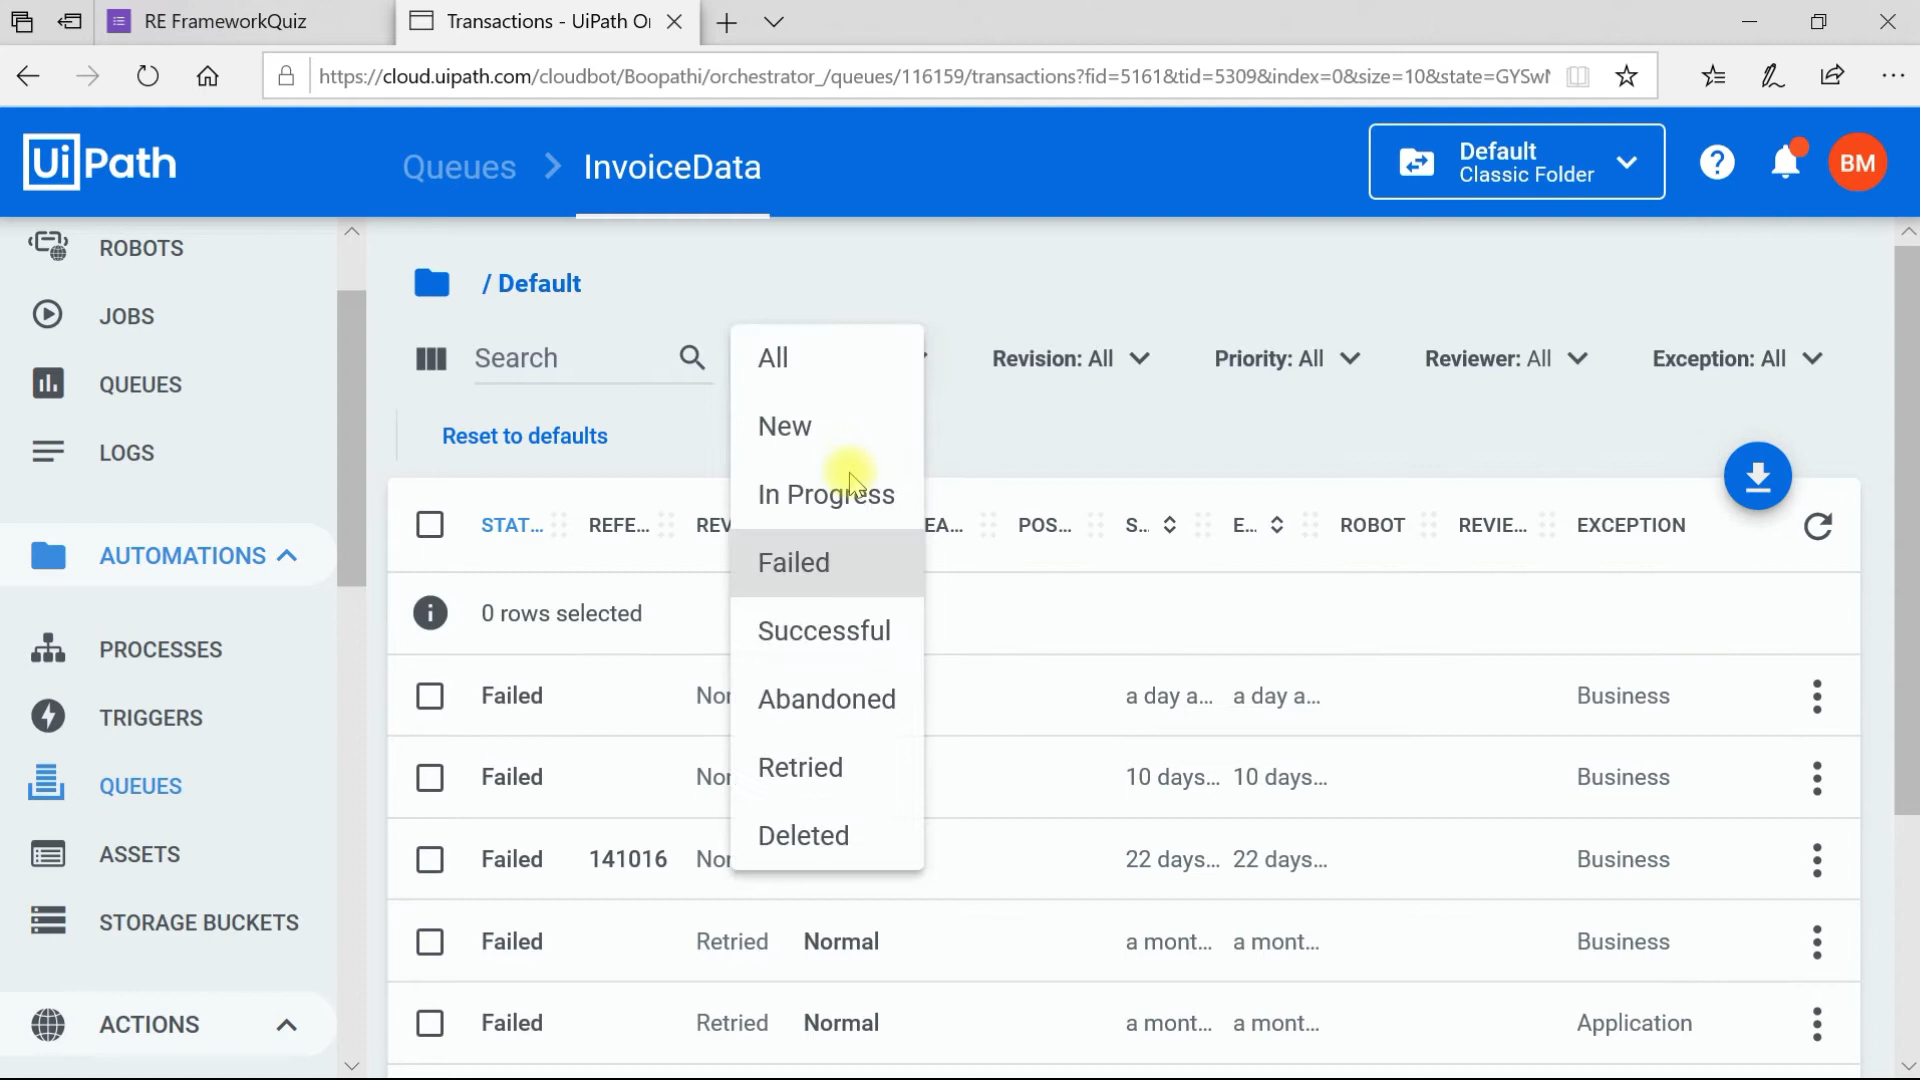 RE FrameworkQuiz
Transactions - UiPath Or
https://cloud.uipath.com/cloudbot/Boopathi/orchestrator_/queues/116159/transactions?fid=5161&tid=5309&index=0&size=10&state=GYSwI
UiPath
Queues
InvoiceData
Default
Classic Folder
?
BM
ROBOTS
JOBS
QUEUES
LOGS
AUTOMATIONS
PROCESSES
TRIGGERS
QUEUES
ASSETS
STORAGE BUCKETS
ACTIONS
/ Default
Search
Revision: All
Priority: All
Reviewer: All
Exception: All
Reset to defaults
All
New
In Progress
Failed
Successful
Abandoned
Retried
Deleted
STAT... REFE... REV EA... POS... S... E... ROBOT REVIE... EXCEPTION
i 0 rows selected
Failed Nor a day a... a day a... Business
Failed Nor 10 days... 10 days... Business
Failed 141016 Nor 22 days... 22 days... Business
Failed Retried Normal a mont... a mont... Business
Failed Retried Normal a mont... a mont... Application